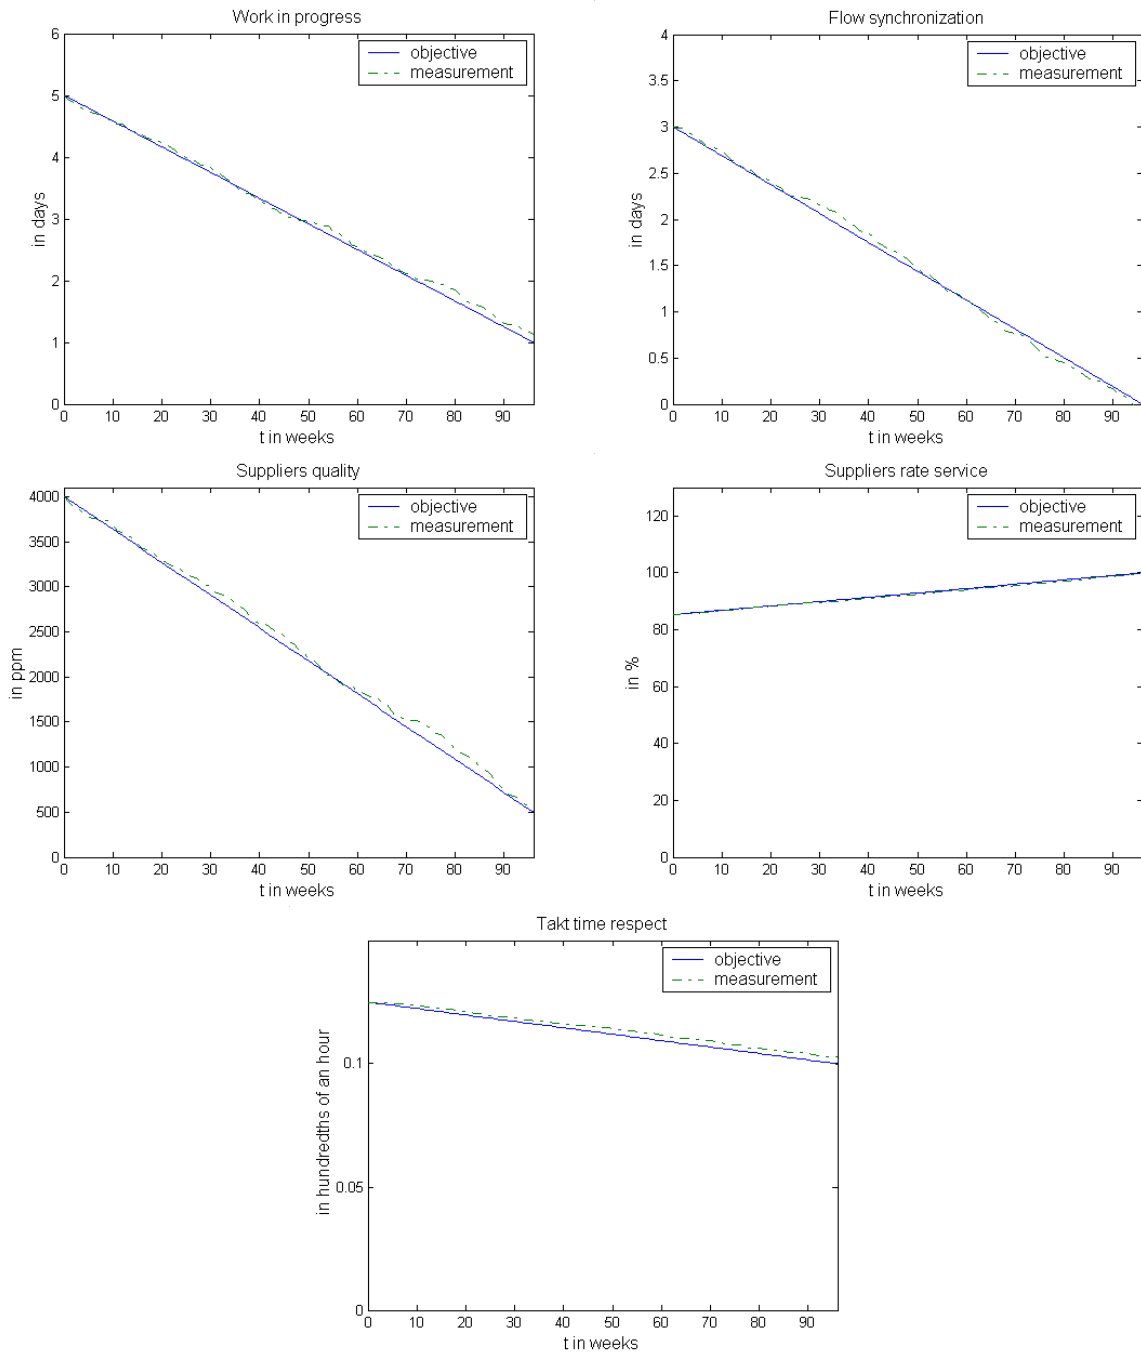 Work in progress
6
5
4
3
2
1
0
in days
objective
measurement
0 10 20 30 40 50 60 70 80 90
t in weeks
Flow synchronization
4
3.5
3
2.5
2
1.5
1
0.5
0
in days
objective
measurement
0 10 20 30 40 50 60 70 80 90
t in weeks
Suppliers quality
4000
3500
3000
2500
2000
1500
1000
500
0
in ppm
objective
measurement
0 10 20 30 40 50 60 70 80 90
t in weeks
Suppliers rate service
120
100
80
60
40
20
0
in %
objective
measurement
0 10 20 30 40 50 60 70 80 90
t in weeks
Takt time respect
0.1
0.05
0
in hundredths of an hour
objective
measurement
0 10 20 30 40 50 60 70 80 90
t in weeks